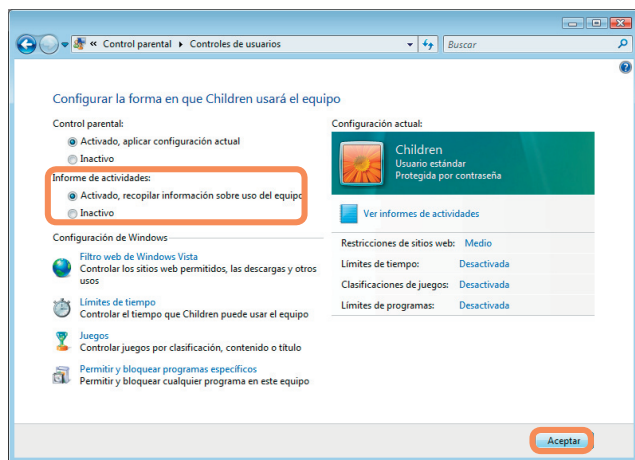 « Control parental ▸ Controles de usuarios
Buscar
Configurar la forma en que Children usará el equipo
Control parental:
Activado, aplicar configuración actual
Inactivo
Informe de actividades:
Activado, recopilar información sobre uso del equipo
Inactivo
Configuración de Windows
Filtro web de Windows Vista
Controlar los sitios web permitidos, las descargas y otros
usos
Límites de tiempo
Controlar el tiempo que Children puede usar el equipo
Juegos
Controlar juegos por clasificación, contenido o título
Permitir y bloquear programas específicos
Permitir y bloquear cualquier programa en este equipo
Configuración actual:
Children
Usuario estándar
Protegida por contraseña
Ver informes de actividades
Restricciones de sitios web: Medio
Límites de tiempo: Desactivada
Clasificaciones de juegos: Desactivada
Límites de programas: Desactivada
Aceptar